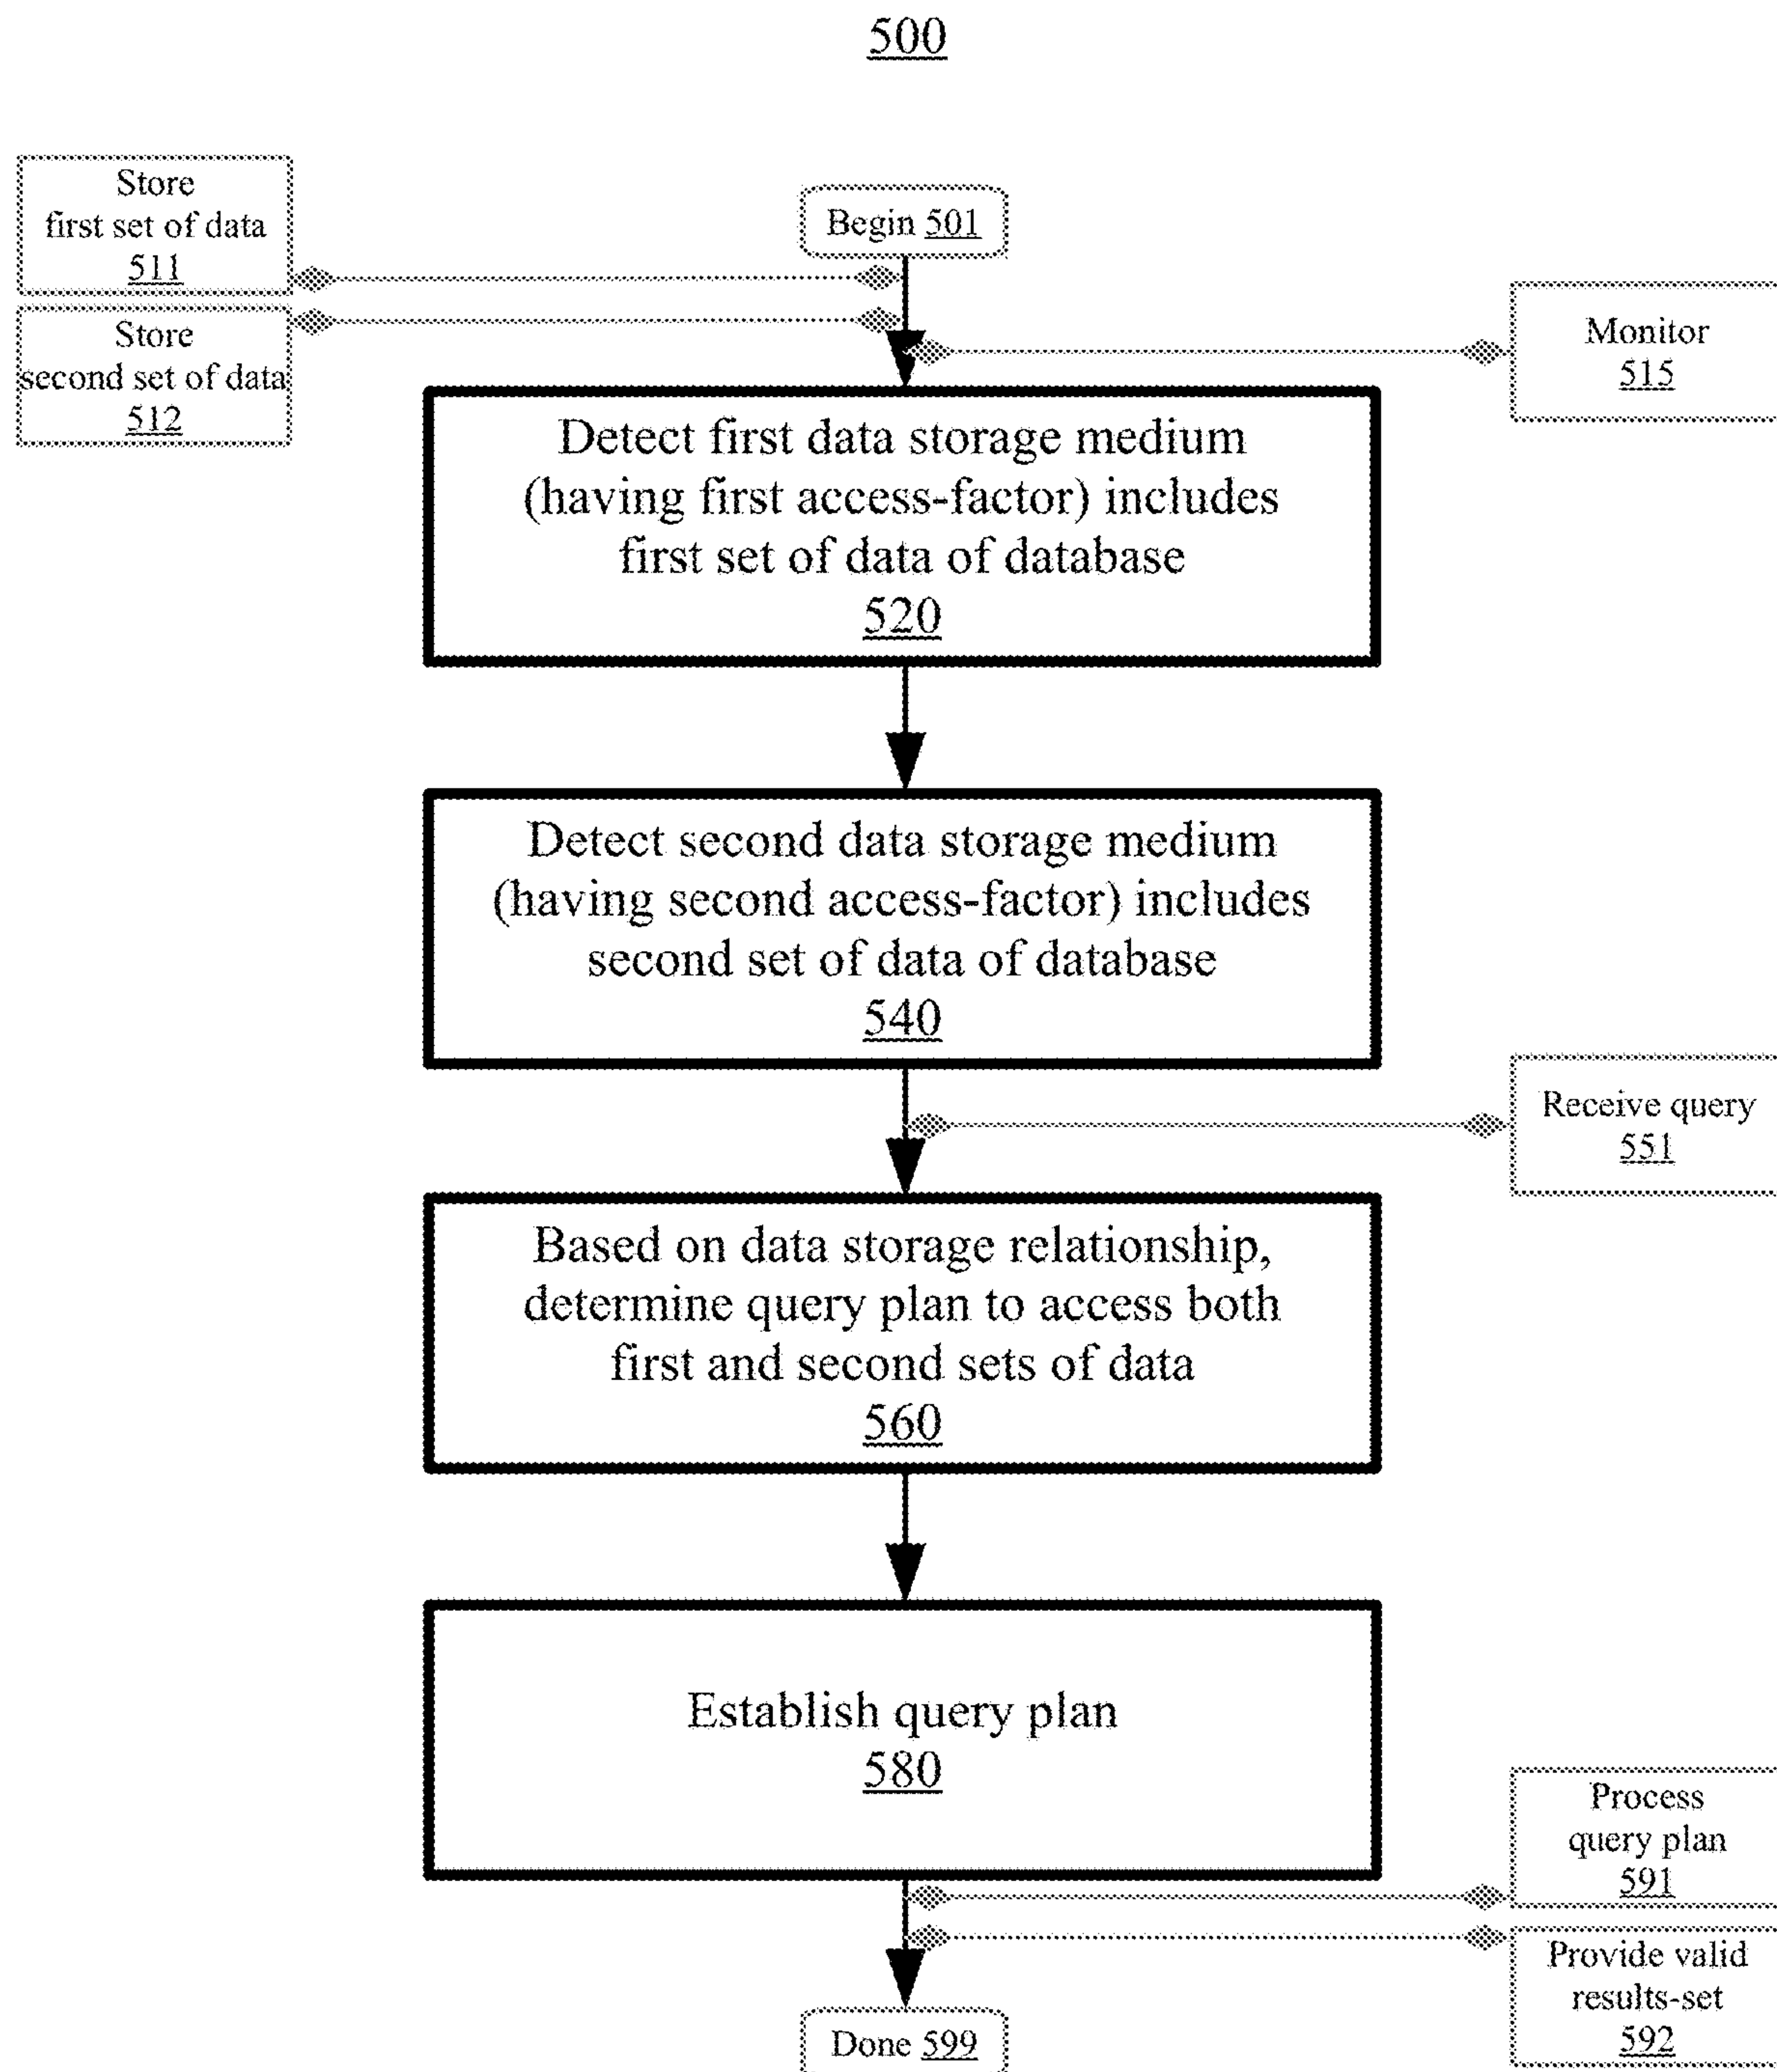 500
Store
first set of data
511
Begin 501
Store
second set of data
512
Monitor
515
Detect first data storage medium
(having first access-factor) includes
first set of data of database
520
Detect second data storage medium
(having second access-factor) includes
second set of data of database
540
Receive query
551
Based on data storage relationship,
determine query plan to access both
first and second sets of data
560
Establish query plan
580
Process
query plan
591
Provide valid
results-set
592
Done 599